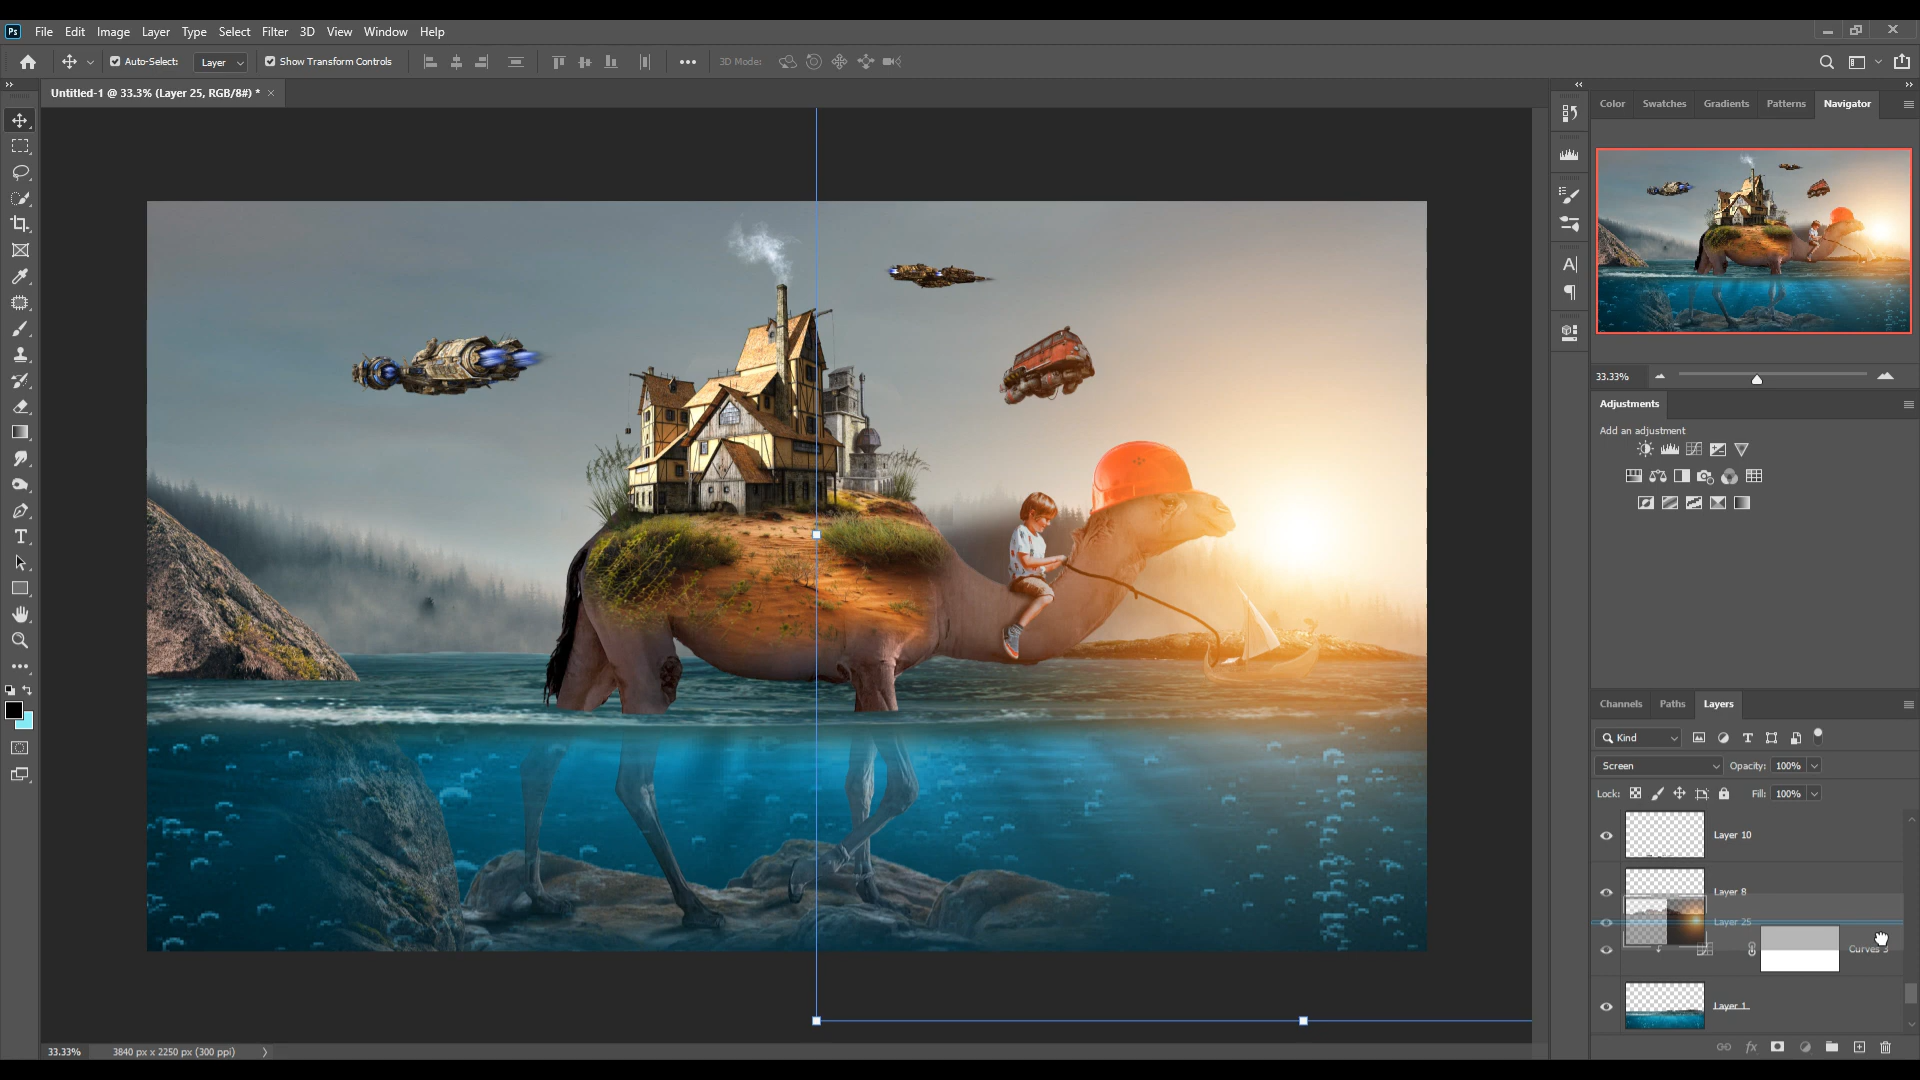 Ps File Edit Image Layer Type Select Filter 3D View Window Help
Auto-Select: Layer Show Transform Controls 3D Mode:
Untitled-1 @ 33.3% (Layer 25, RGB/8#) *
Color Swatches Gradients Patterns Navigator
33.33%
Adjustments
Add an adjustment
Channels Paths Layers
Kind
Screen Opacity: 100%
Lock: Fill: 100%
Layer 10
Layer 8
Layer 25
Curves 3
Layer 1
33.33% 3840 px x 2250 px (300 ppi)